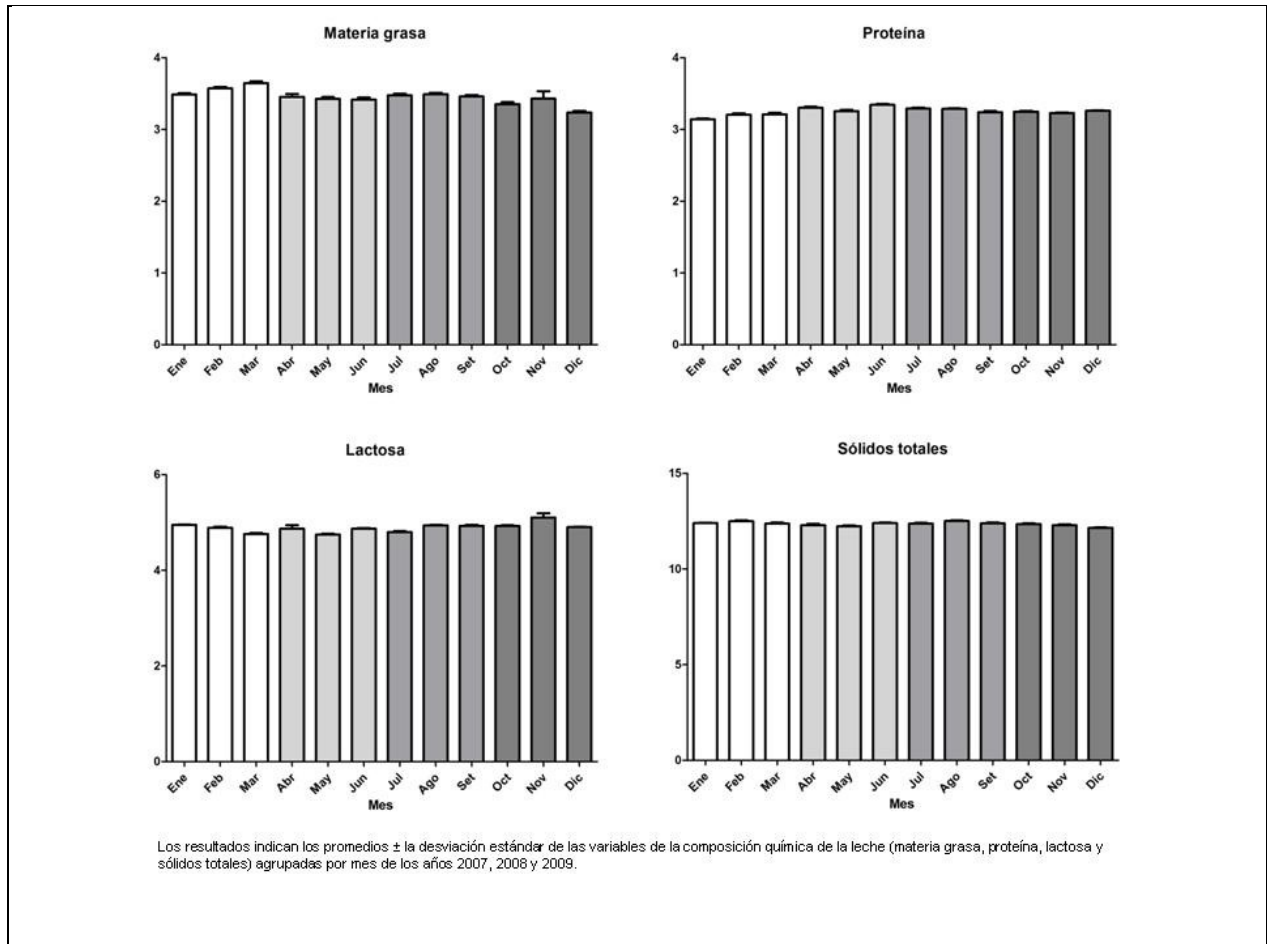 Materia grasa
4
3
2
1
0
Ene Feb Mar Abr May Jun Jul Ago Set Oct Nov Dic
Mes
Proteína
4
3
2
1
0
Ene Feb Mar Abr May Jun Jul Ago Set Oct Nov Dic
Mes
Lactosa
6
4
2
0
Ene Feb Mar Abr May Jun Jul Ago Set Oct Nov Dic
Mes
Sólidos totales
15
10
5
0
Ene Feb Mar Abr May Jun Jul Ago Set Oct Nov Dic
Mes
Los resultados indican los promedios ± la desviación estándar de las variables de la composición química de la leche (materia grasa, proteína, lactosa y
sólidos totales) agrupadas por mes de los años 2007, 2008 y 2009.